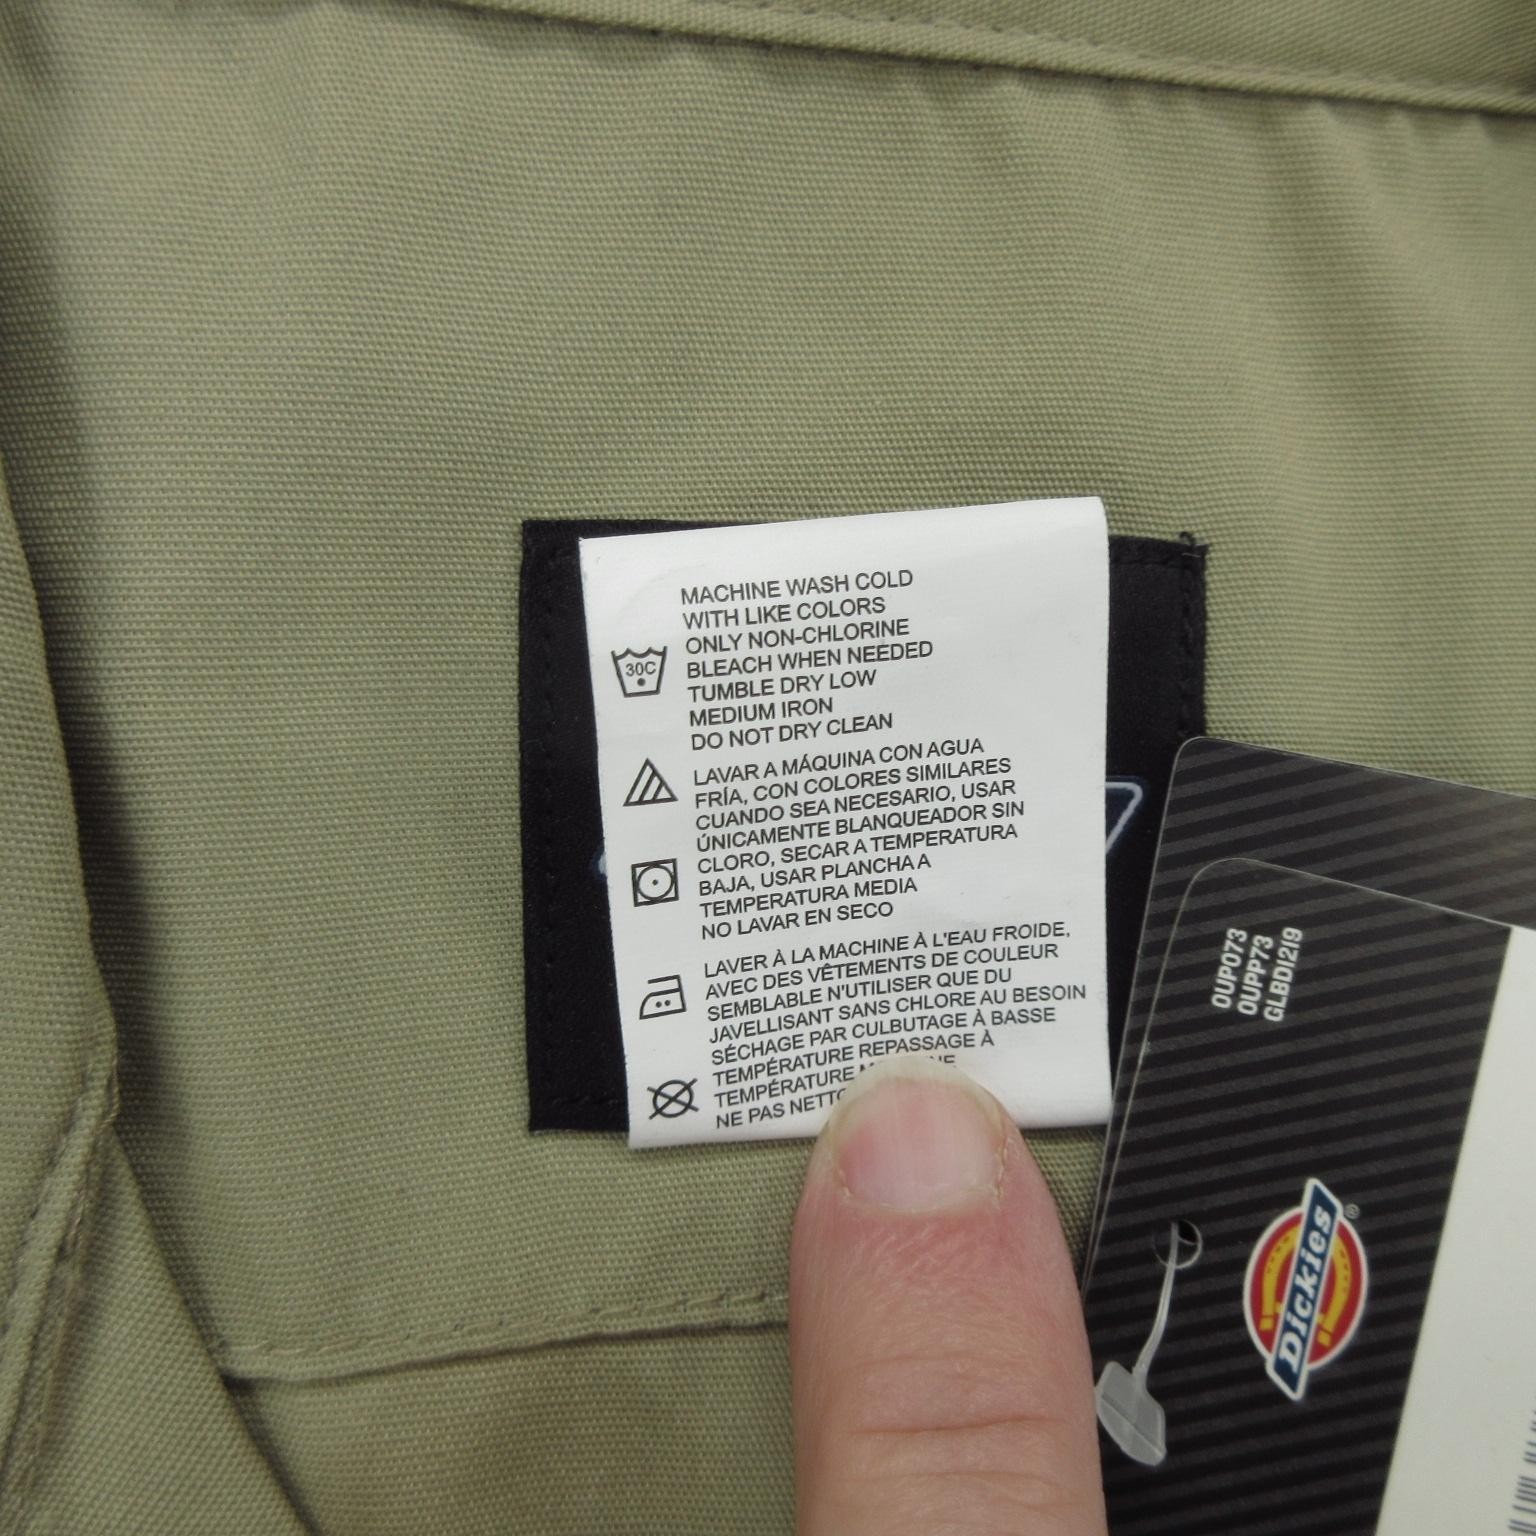 MACHINE WASH COLD
WITH LIKE COLORS
ONLY NON-CHLORINE
BLEACH WHEN NEEDED
TUMBLE DRY LOW
MEDIUM IRON
DO NOT DRY CLEAN
30C
LAVAR A MÁQUINA CON AGUA
FRÍA, CON COLORES SIMILARES
CUANDO SEA NECESARIO, USAR
ÚNICAMENTE BLANQUEADOR SIN
CLORO, SECAR A TEMPERATURA
BAJA, USAR PLANCHA A
TEMPERATURA MEDIA
NO LAVAR EN SECO
LAVER À LA MACHINE À L'EAU FROIDE,
AVEC DES VÊTEMENTS DE COULEUR
SEMBLABLE N'UTILISER QUE DU
JAVELLISANT SANS CHLORE AU BESOIN
SÉCHAGE PAR CULBUTAGE À BASSE
TEMPÉRATURE REPASSAGE À
TEMPÉRATURE
NE PAS
OUP073
OUPP73
GLBDI219
Dickies®